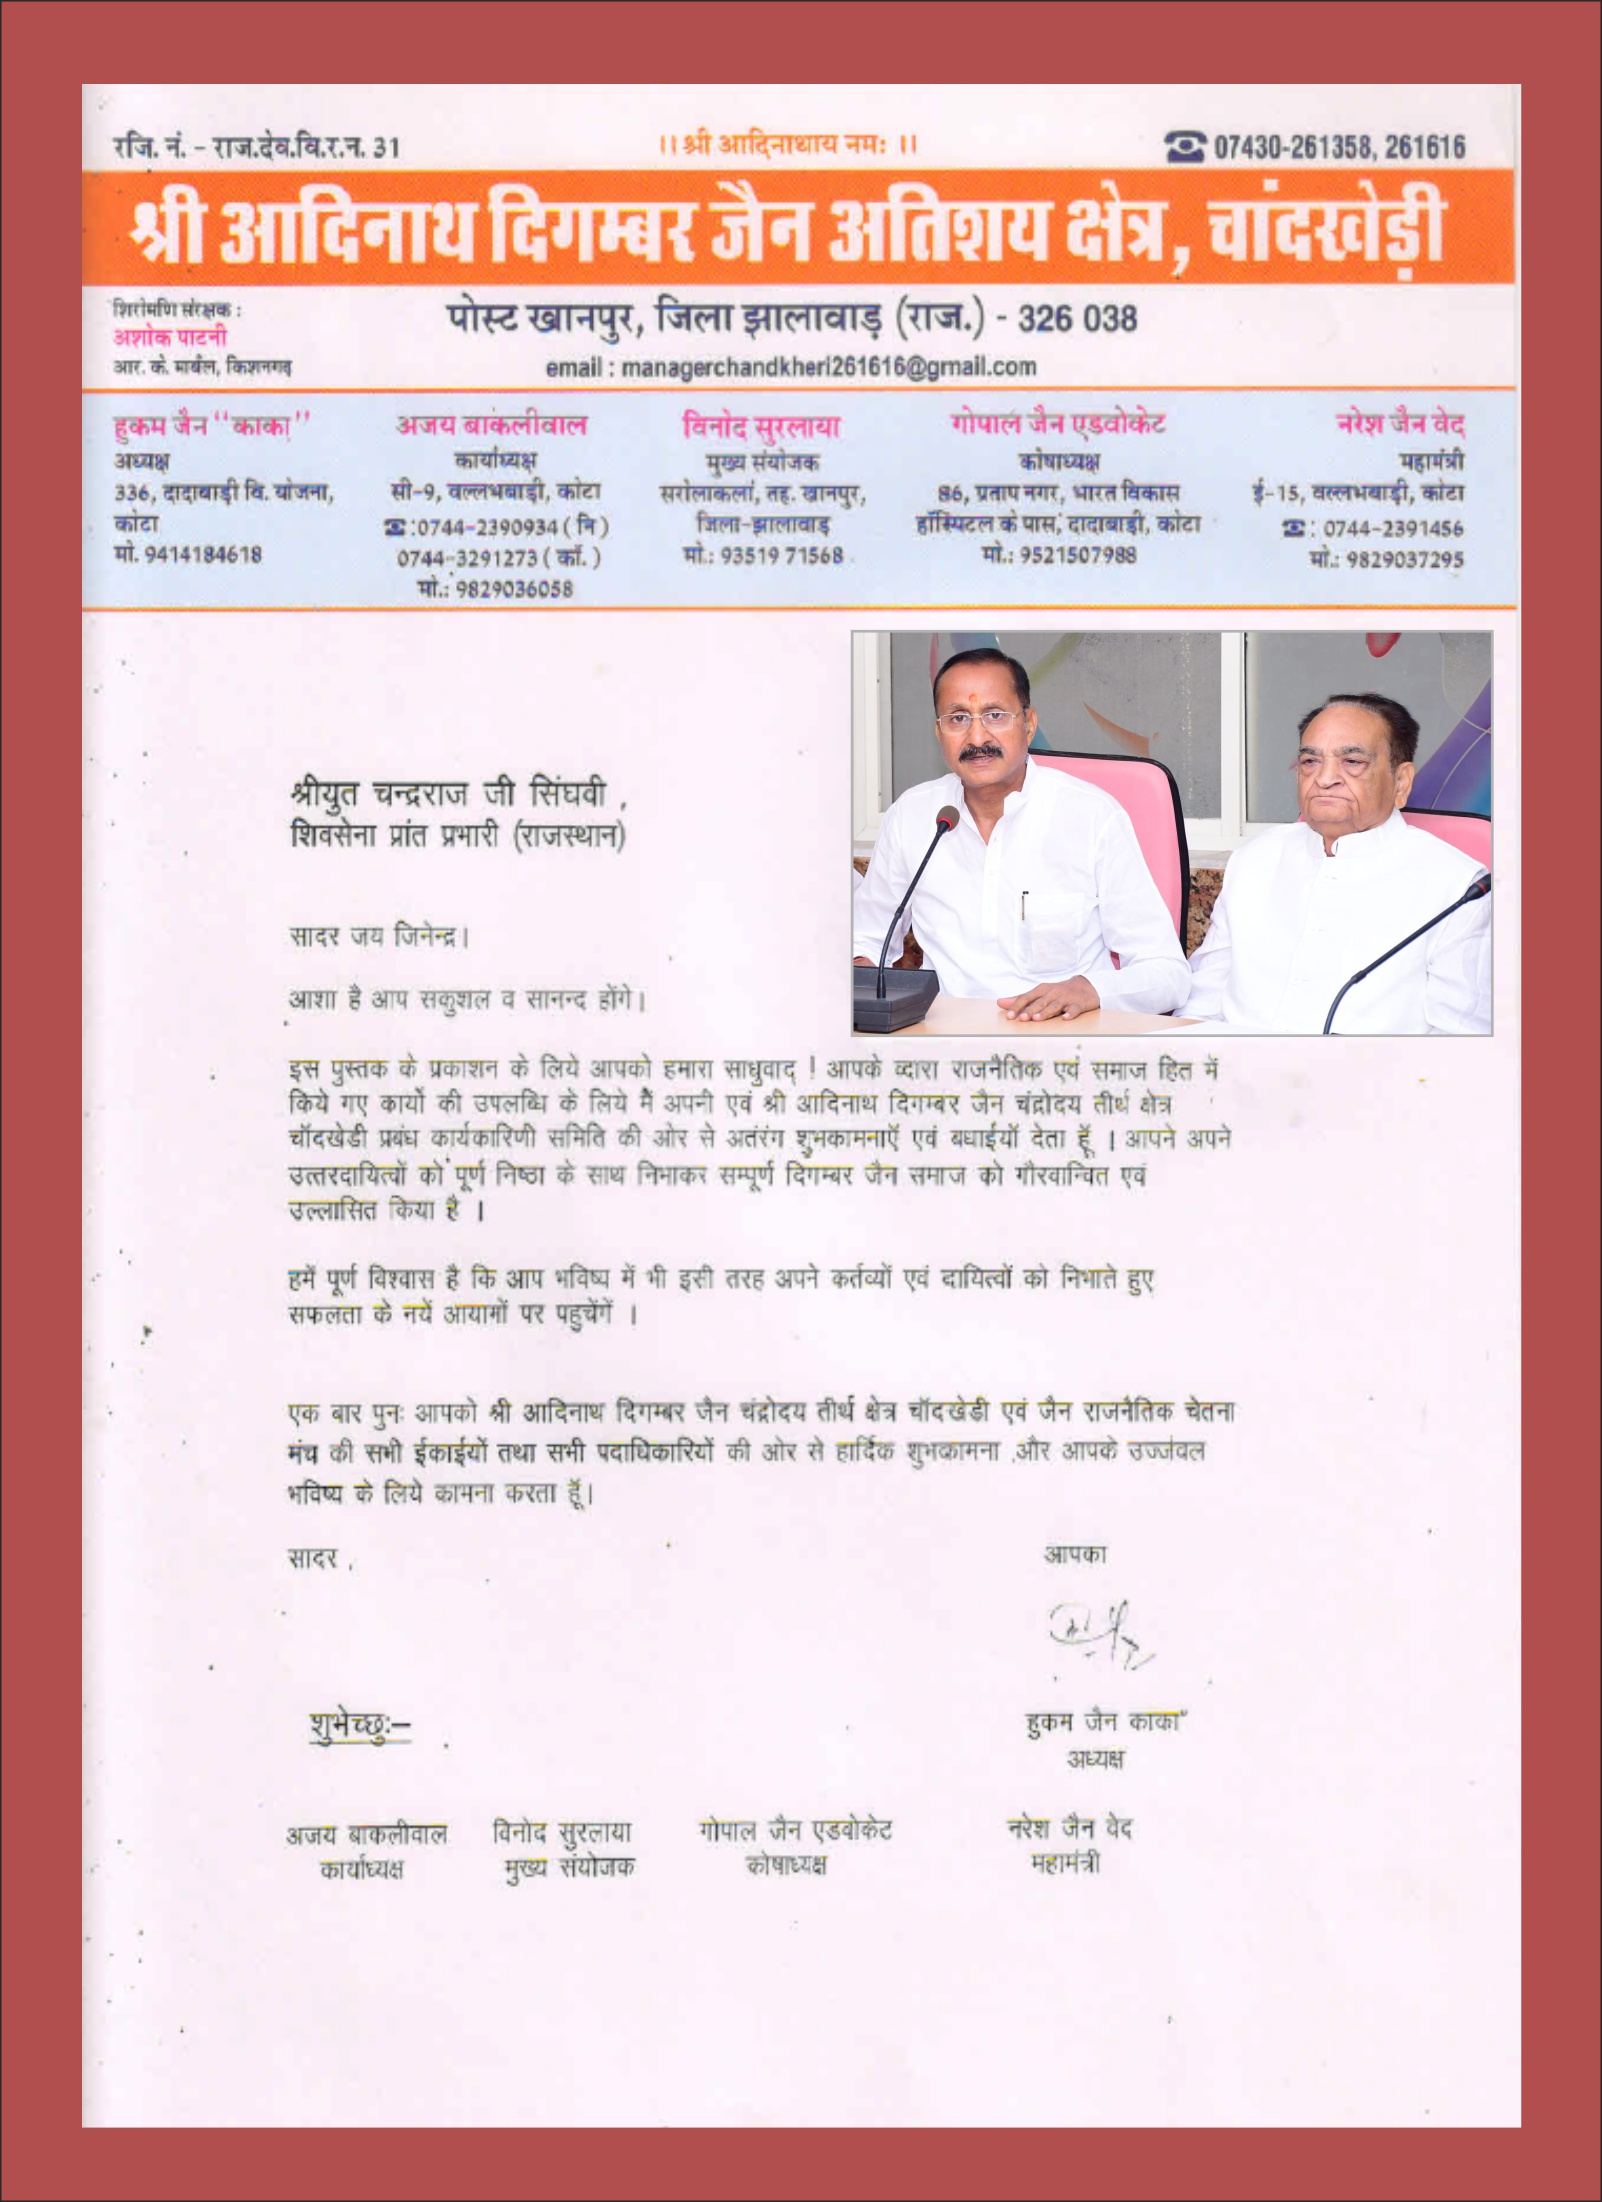 रजि. नं. - राज.देव.वि.र.न. 31
।। श्री आदिनाथाय नमः ।।
☎ 07430-261358, 261616
श्री आदिनाथ दिगम्बर जैन अतिशय क्षेत्र, चांदखेड़ी
शिरोमणि संरक्षक :
अशोक पाटनी
आर. के. मार्बल, किशनगढ़
पोस्ट खानपुर, जिला झालावाड़ (राज.) - 326 038
email : managerchandkheri261616@gmail.com
हुकम जैन "काका"
अध्यक्ष
336, दादाबाड़ी वि. योजना,
कोटा
मो. 9414184618
अजय बाकलीवाल
कार्याध्यक्ष
सी-9, वल्लभबाड़ी, कोटा
☎:0744-2390934 ( नि )
0744-3291273 ( कॉ. )
मो.: 9829036058
विनोद सुरलाया
मुख्य संयोजक
सरोलाकलां, तह. खानपुर,
जिला-झालावाड़
मो.: 93519 71568
गोपाल जैन एडवोकेट
कोषाध्यक्ष
86, प्रताप नगर, भारत विकास
हॉस्पिटल के पास, दादाबाड़ी, कोटा
मो.: 9521507988
नरेश जैन वेद
महामंत्री
ई-15, वल्लभबाड़ी, कोटा
☎: 0744-2391456
मो.: 9829037295
श्रीयुत चन्द्रराज जी सिंघवी ,
शिवसेना प्रांत प्रभारी (राजस्थान)
सादर जय जिनेन्द्र।
आशा है आप सकुशल व सानन्द होंगे।
इस पुस्तक के प्रकाशन के लिये आपको हमारा साधुवाद् ! आपके व्दारा राजनैतिक एवं समाज हित में
किये गए कार्यो की उपलब्धि के लिये मैं अपनी एवं श्री आदिनाथ दिगम्बर जैन चंद्रोदय तीर्थ क्षेत्र
चॉदखेडी प्रबंध कार्यकारिणी समिति की ओर से अतंरंग शुभकामनाऍ एवं बधाईयॉ देता हूॅ । आपने अपने
उत्तरदायित्वों को पूर्ण निष्ठा के साथ निभाकर सम्पूर्ण दिगम्बर जैन समाज को गौरवान्वित एवं
उल्लासित किया है ।
हमें पूर्ण विश्वास है कि आप भविष्य में भी इसी तरह अपने कर्तव्यों एवं दायित्वों को निभाते हुए
सफलता के नयें आयामों पर पहुचेंगें ।
एक बार पुनः आपको श्री आदिनाथ दिगम्बर जैन चंद्रोदय तीर्थ क्षेत्र चॉदखेडी एवं जैन राजनैतिक चेतना
मंच की सभी ईकाईयों तथा सभी पदाधिकारियों की ओर से हार्दिक शुभकामना ,और आपके उज्जंवल
भविष्य के लिये कामना करता हूॅ।
सादर ,
आपका
हुकम जैन काका"
अध्यक्ष
शुभेच्छुः–
अजय बाकलीवाल
कार्याध्यक्ष
विनोद सुरलाया
मुख्य संयोजक
गोपाल जैन एडवोकेट
कोषाध्यक्ष
नरेश जैन वेद
महामंत्री